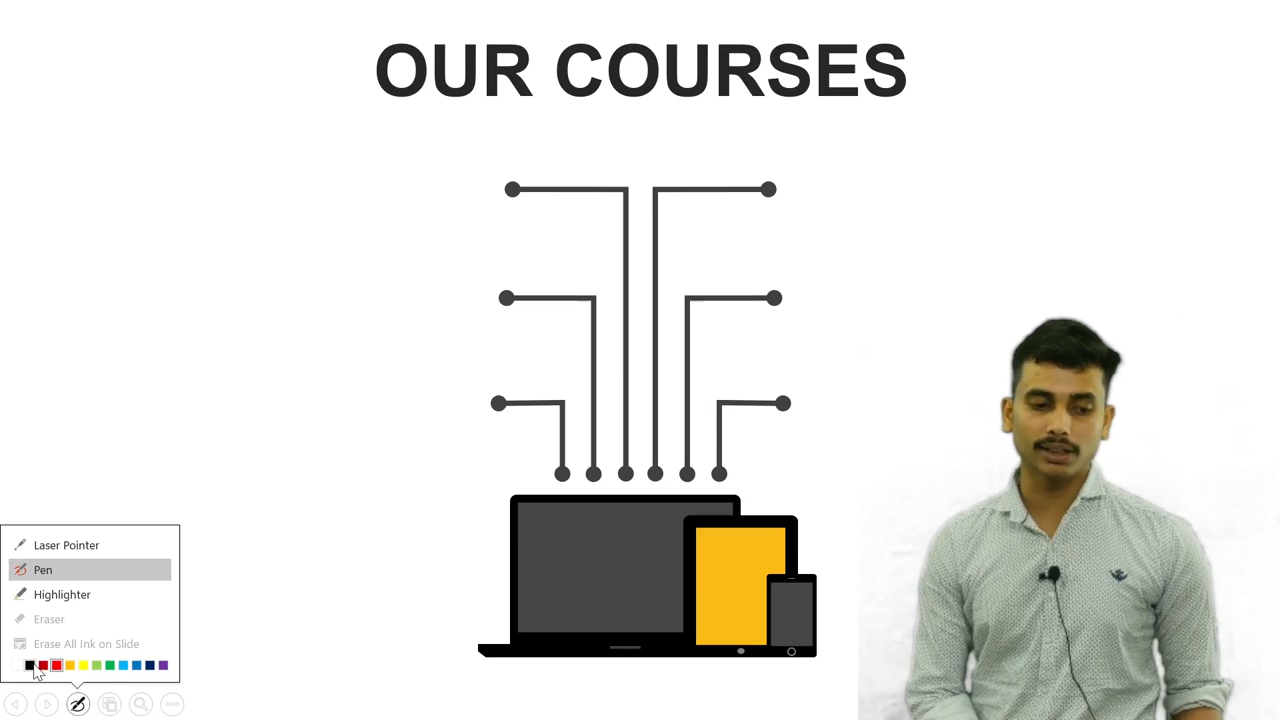 OUR COURSES
Laser Pointer
Pen
Highlighter
Eraser
Erase All Ink on Slide